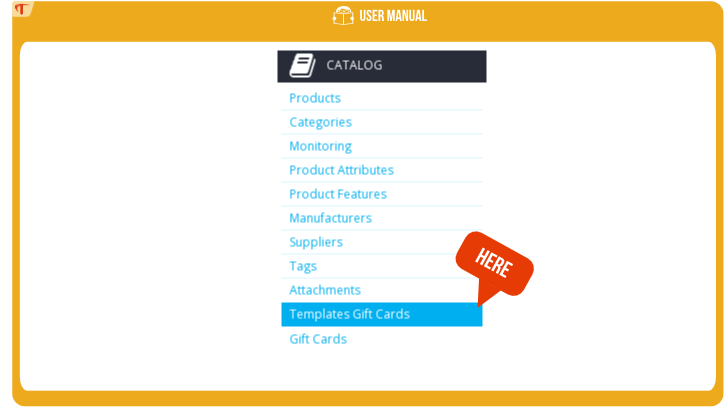 USER MANUAL
CATALOG
Products
Categories
Monitoring
Product Attributes
Product Features
Manufacturers
Suppliers
HERE
Tags
Attachments
Templates Gift Cards
Gift Cards